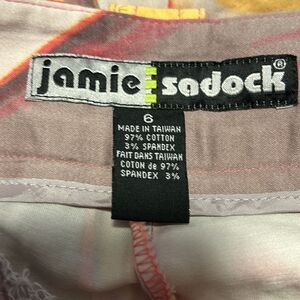 jamie sadock®
6
MADE IN TAIWAN
97% COTTON
3% SPANDEX
FAIT DANS TAIWAN
COTON de 97%
SPANDEX 3%